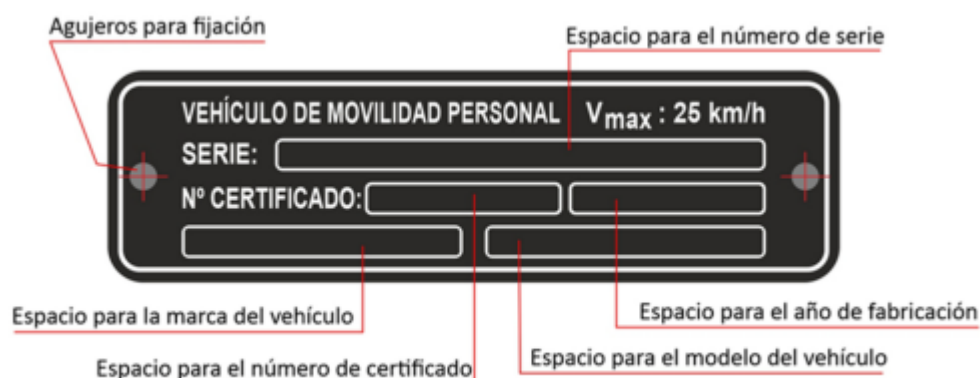 Agujeros para fijación
Espacio para el número de serie
VEHÍCULO DE MOVILIDAD PERSONAL Vmax : 25 km/h
SERIE:
Nº CERTIFICADO:
Espacio para la marca del vehículo
Espacio para el año de fabricación
Espacio para el número de certificado
Espacio para el modelo del vehículo